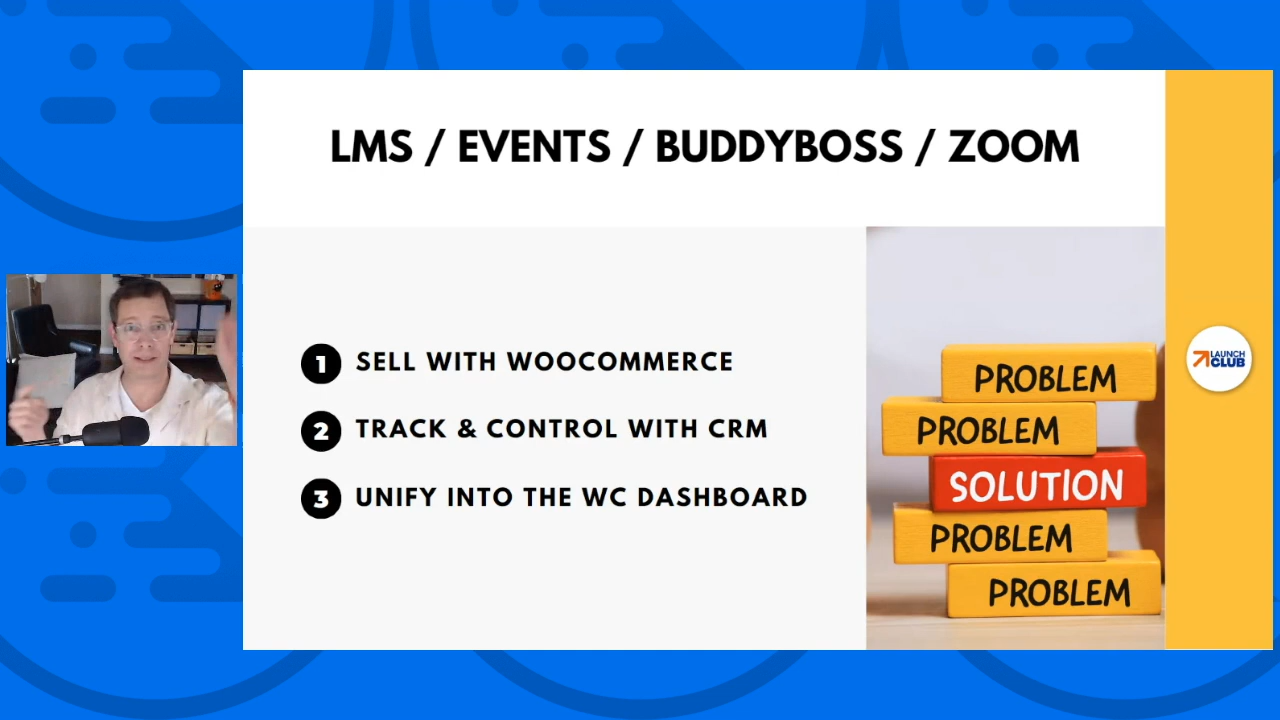 LMS / EVENTS / BUDDYBOSS / ZOOM
1 SELL WITH WOOCOMMERCE
2 TRACK & CONTROL WITH CRM
3 UNIFY INTO THE WC DASHBOARD
PROBLEM
PROBLEM
SOLUTION
PROBLEM
PROBLEM
LAUNCH
CLUB